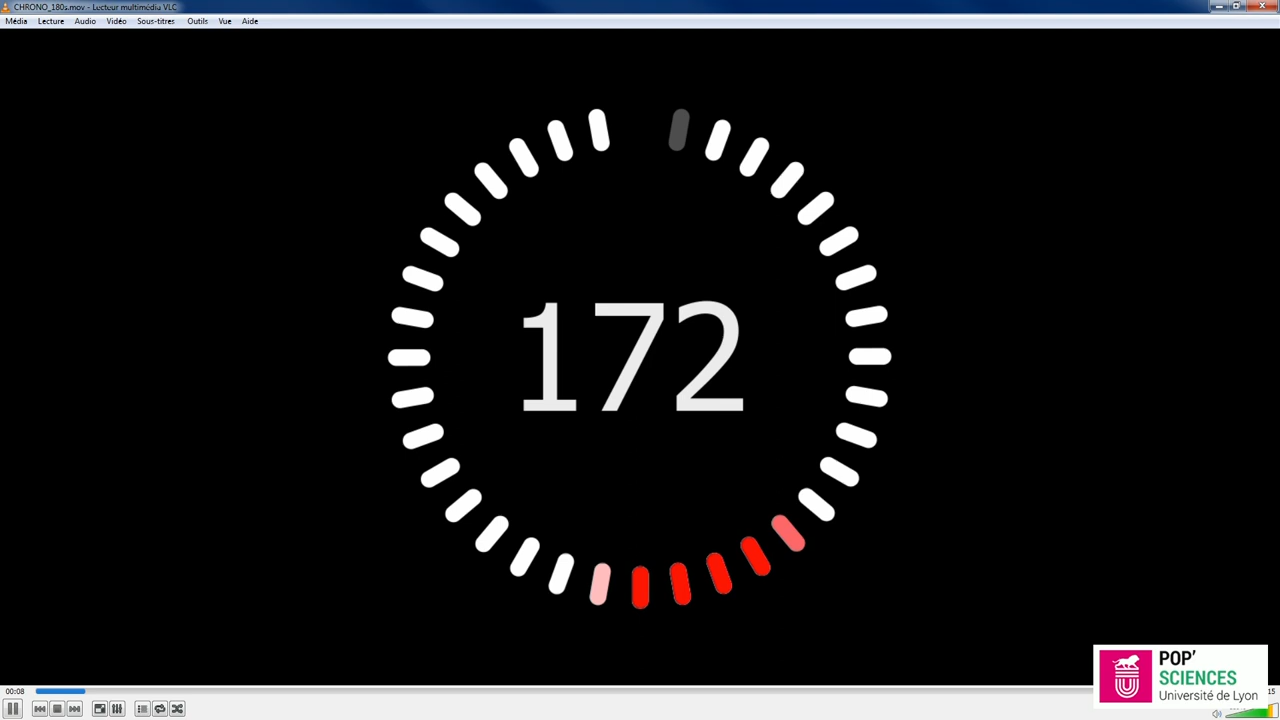 CHRONO_180s.mov - Lecteur multimédia VLC
Média Lecture Audio Vidéo Sous-titres Outils Vue Aide
172
POP'
SCIENCES
Université de Lyon
00:08
15